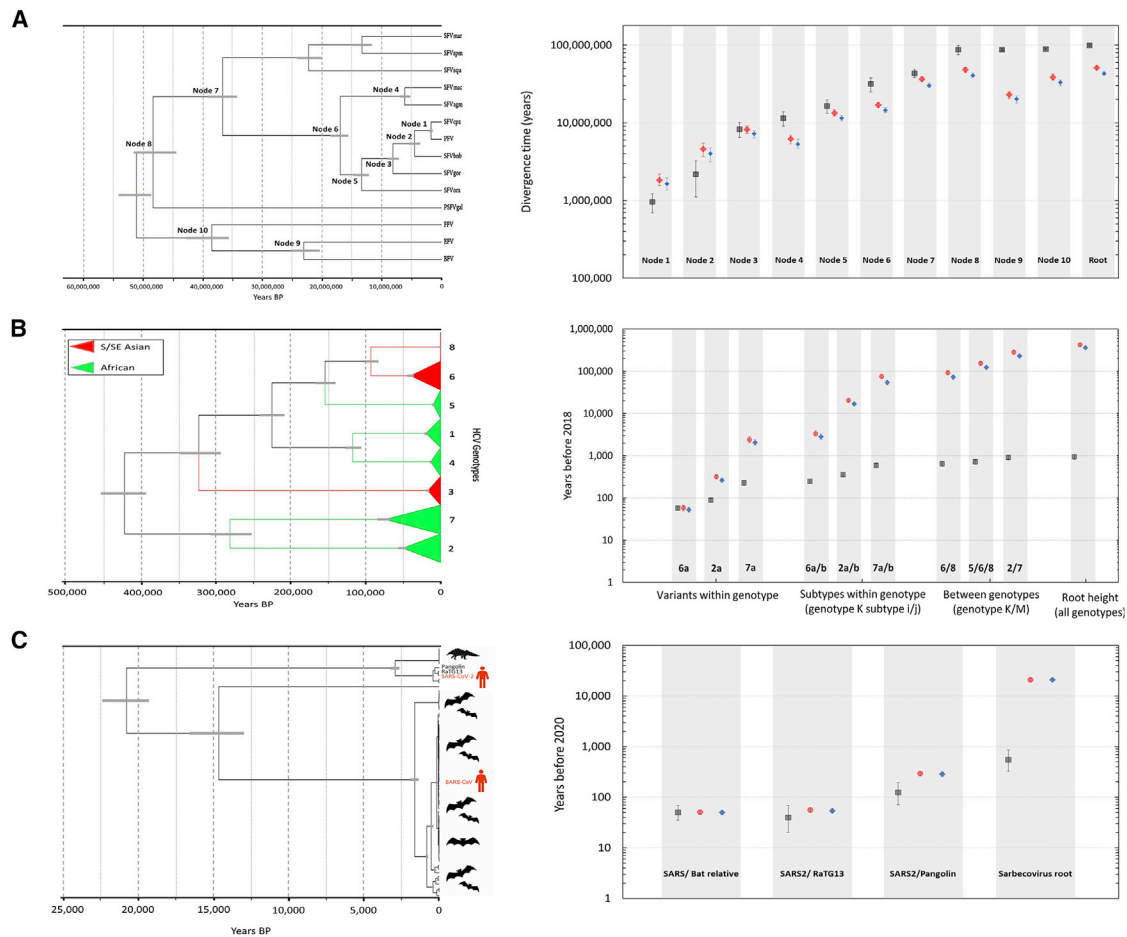 A
SFVmar
SFVspm
SFVsqu
SFVmac
SFVagm
SFVcpz
PFV
SFVbab
SFVgor
SFVora
PSFVgal
FFV
EFV
BFV
Node 7
Node 4
Node 1
Node 2
Node 6
Node 8
Node 3
Node 5
Node 10
Node 9
60,000,000 50,000,000 40,000,000 30,000,000 20,000,000 10,000,000 0
Years BP
Divergence time (years)
100,000,000
10,000,000
1,000,000
100,000
Node 1 Node 2 Node 3 Node 4 Node 5 Node 6 Node 7 Node 8 Node 9 Node 10 Root
B
S/SE Asian
African
8
6
5
1
4
3
7
2
HCV Genotypes
500,000 400,000 300,000 200,000 100,000 0
Years BP
Years before 2018
1,000,000
100,000
10,000
1,000
100
10
1
6a 2a 7a 6a/b 2a/b 7a/b 6/8 5/6/8 2/7
Variants within genotype
Subtypes within genotype
(genotype K subtype i/j)
Between genotypes
(genotype K/M)
Root height
(all genotypes)
C
Pangolin
RaTG13
SARS-CoV-2
SARS-CoV
25,000 20,000 15,000 10,000 5,000 0
Years BP
Years before 2020
100,000
10,000
1,000
100
10
1
SARS/ Bat relative SARS2/ RaTG13 SARS2/Pangolin Sarbecovirus root